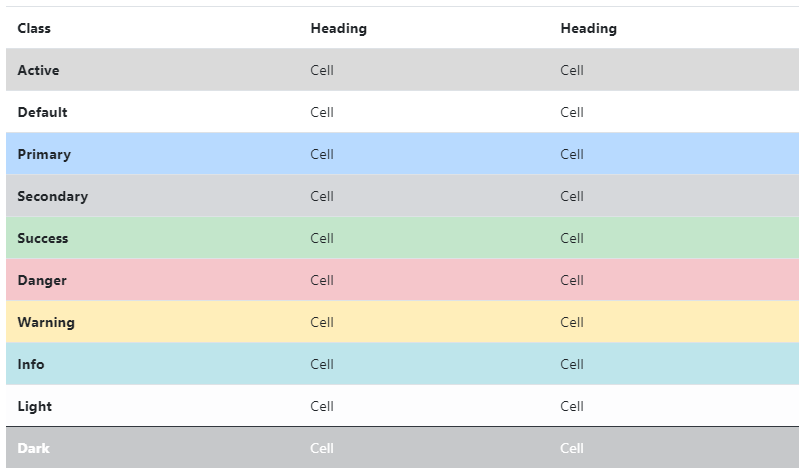 Class Heading Heading
Active Cell Cell
Default Cell Cell
Primary Cell Cell
Secondary Cell Cell
Success Cell Cell
Danger Cell Cell
Warning Cell Cell
Info Cell Cell
Light Cell Cell
Dark Cell Cell